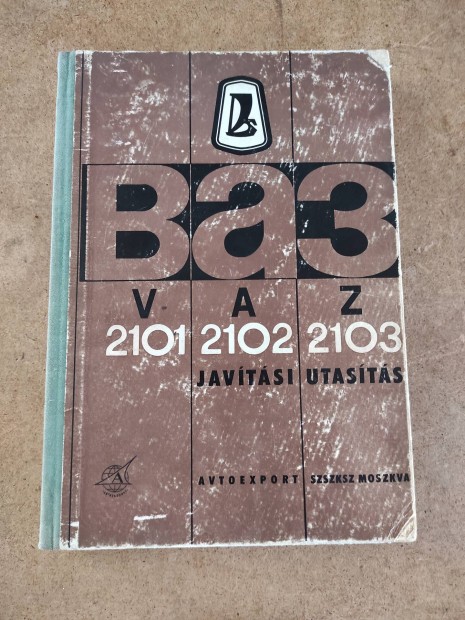 ВАЗ
V A Z
2101 2102 2103
JAVÍTÁSI UTASÍTÁS
AVTOEXPORT SZSZKSZ MOSZKVA